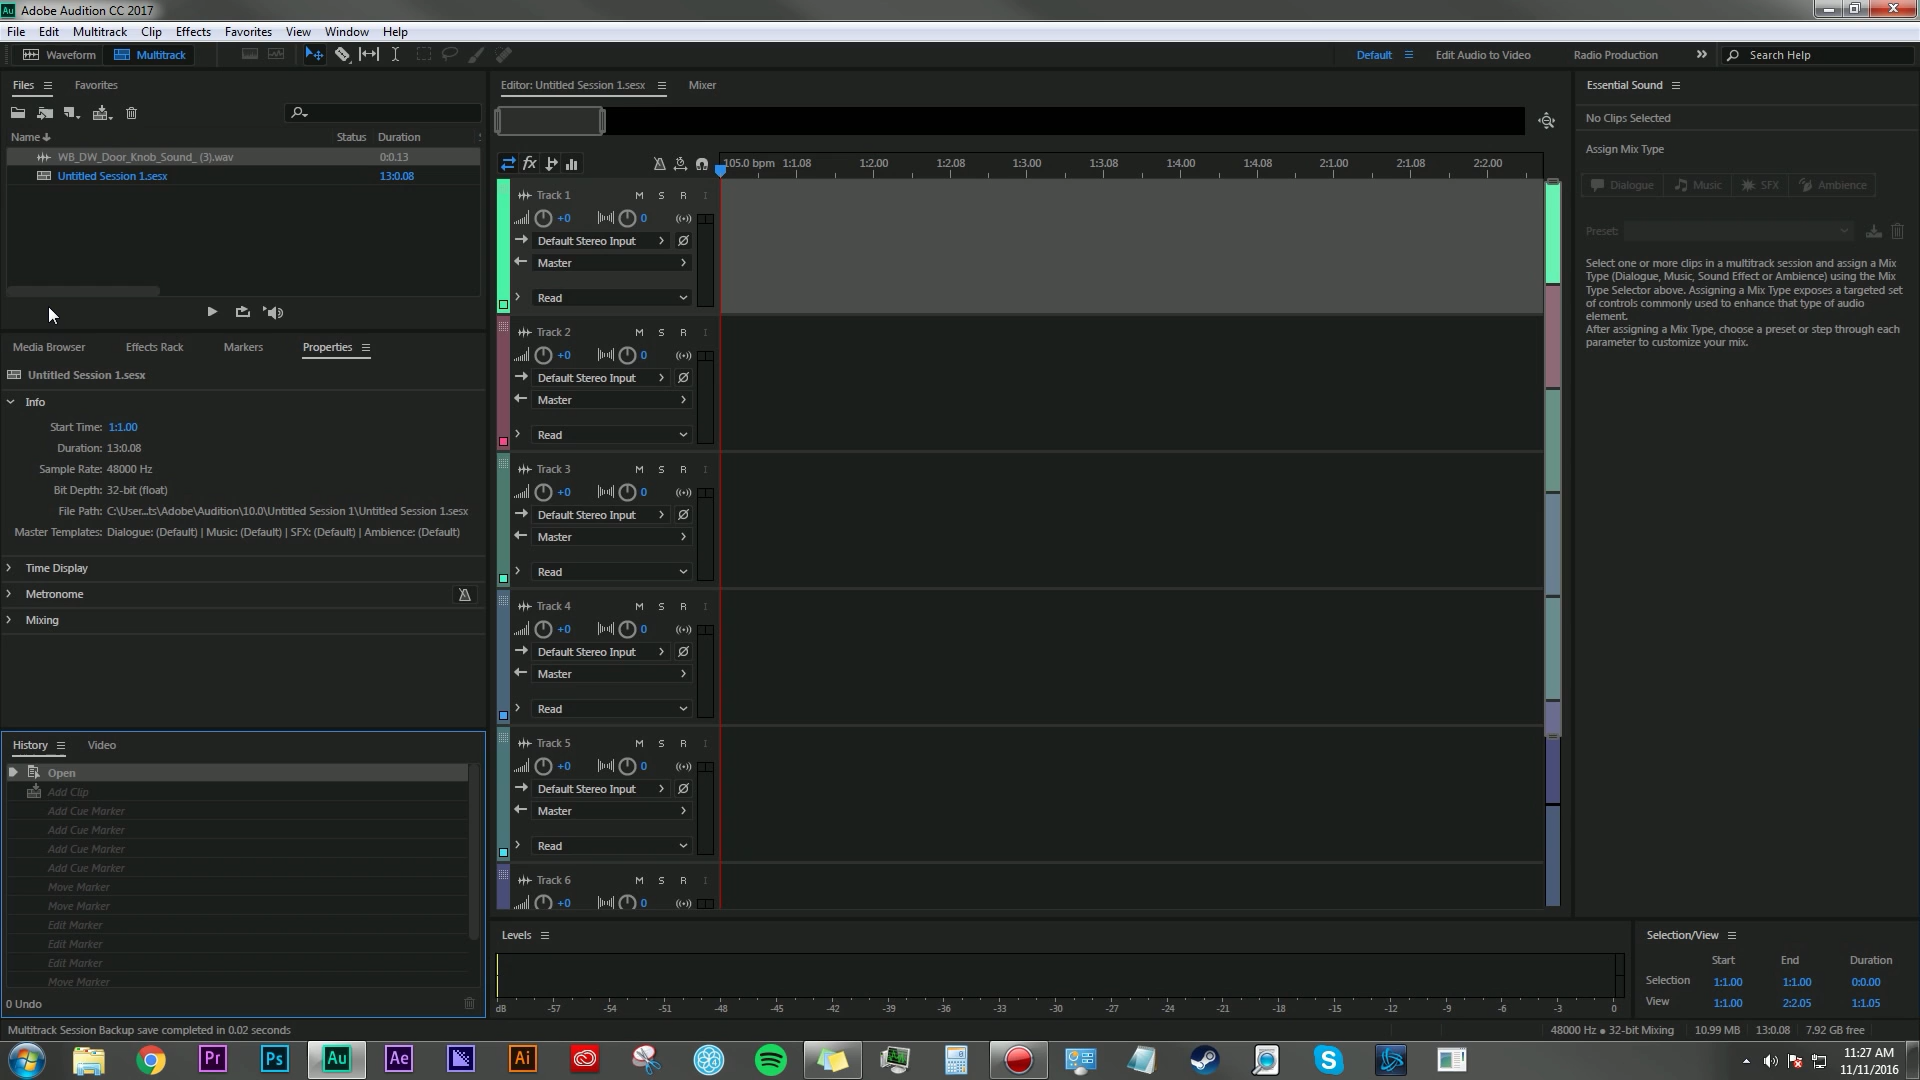 Au Adobe Audition CC 2017
File Edit Multitrack Clip Effects Favorites View Window Help
Waveform Multitrack Default Edit Audio to Video Radio Production Search Help
Files Favorites
Name Status Duration
WB_DW_Door_Knob_Sound_ (3).wav 0:0.13
Untitled Session 1.sesx 13:0.08
Media Browser Effects Rack Markers Properties
Untitled Session 1.sesx
Info
Start Time: 1:1.00
Duration: 13:0.08
Sample Rate: 48000 Hz
Bit Depth: 32-bit (float)
File Path: C:\User...ts\Adobe\Audition\10.0\Untitled Session 1\Untitled Session 1.sesx
Master Templates: Dialogue: (Default) | Music: (Default) | SFX: (Default) | Ambience: (Default)
Time Display
Metronome
Mixing
History Video
Open
Add Clip
Add Cue Marker
Add Cue Marker
Add Cue Marker
Add Cue Marker
Move Marker
Move Marker
Edit Marker
Edit Marker
Edit Marker
Move Marker
0 Undo
Multitrack Session Backup save completed in 0.02 seconds
Editor: Untitled Session 1.sesx Mixer
fx 105.0 bpm 1:1.08 1:2.00 1:2.08 1:3.00 1:3.08 1:4.00 1:4.08 2:1.00 2:1.08 2:2.00
Track 1 M S R I
+0 0
Default Stereo Input
Master
Read
Track 2 M S R I
+0 0
Default Stereo Input
Master
Read
Track 3 M S R I
+0 0
Default Stereo Input
Master
Read
Track 4 M S R I
+0 0
Default Stereo Input
Master
Read
Track 5 M S R I
+0 0
Default Stereo Input
Master
Read
Track 6 M S R I
+0 0
Levels
dB -57 -54 -51 -48 -45 -42 -39 -36 -33 -30 -27 -24 -21 -18 -15 -12 -9 -6 -3 0
Essential Sound
No Clips Selected
Assign Mix Type
Dialogue Music SFX Ambience
Preset:
Select one or more clips in a multitrack session and assign a Mix
Type (Dialogue, Music, Sound Effect or Ambience) using the Mix
Type Selector above. Assigning a Mix Type exposes a targeted set
of controls commonly used to enhance that type of audio
element.
After assigning a Mix Type, choose a preset or step through each
parameter to customize your mix.
Selection/View
Start End Duration
Selection 1:1.00 1:1.00 0:0.00
View 1:1.00 2:2.05 1:1.05
48000 Hz ● 32-bit Mixing 10.99 MB 13:0.08 7.92 GB free
Pr Ps Au Ae Ai
11:27 AM
11/11/2016